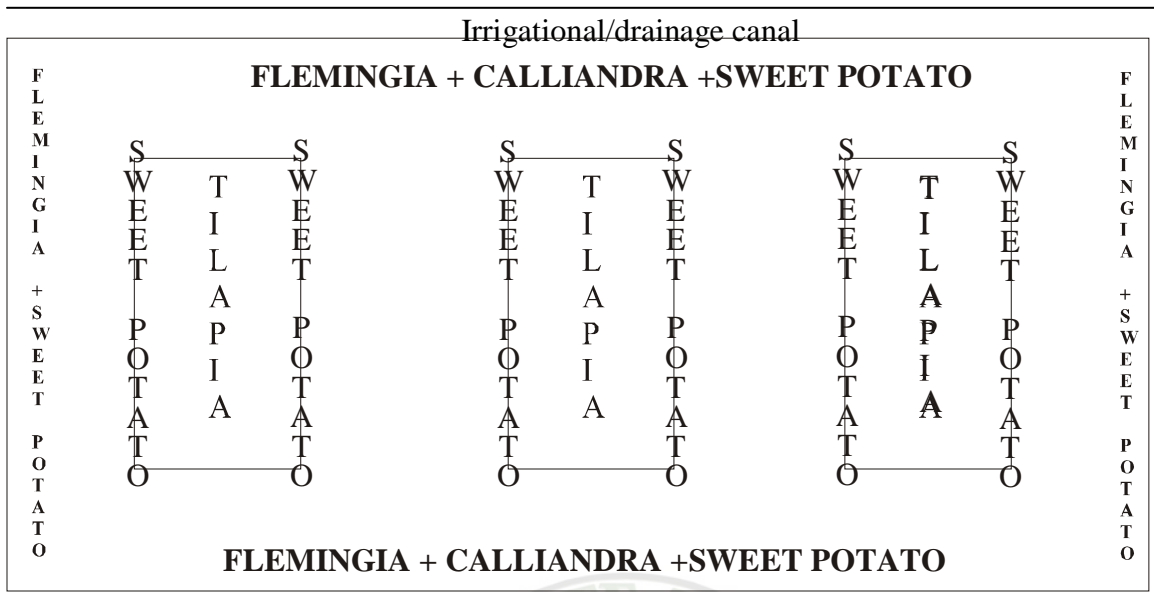 Irrigational/drainage canal
FLEMINGIA + CALLIANDRA +SWEET POTATO
FLEMINGIA +SWEET POTATO
SWEET POTATO
TILAPIA
SWEET POTATO
SWEET POTATO
TILAPIA
SWEET POTATO
SWEET POTATO
TILAPIA
SWEET POTATO
FLEMINGIA +SWEET POTATO
FLEMINGIA + CALLIANDRA +SWEET POTATO